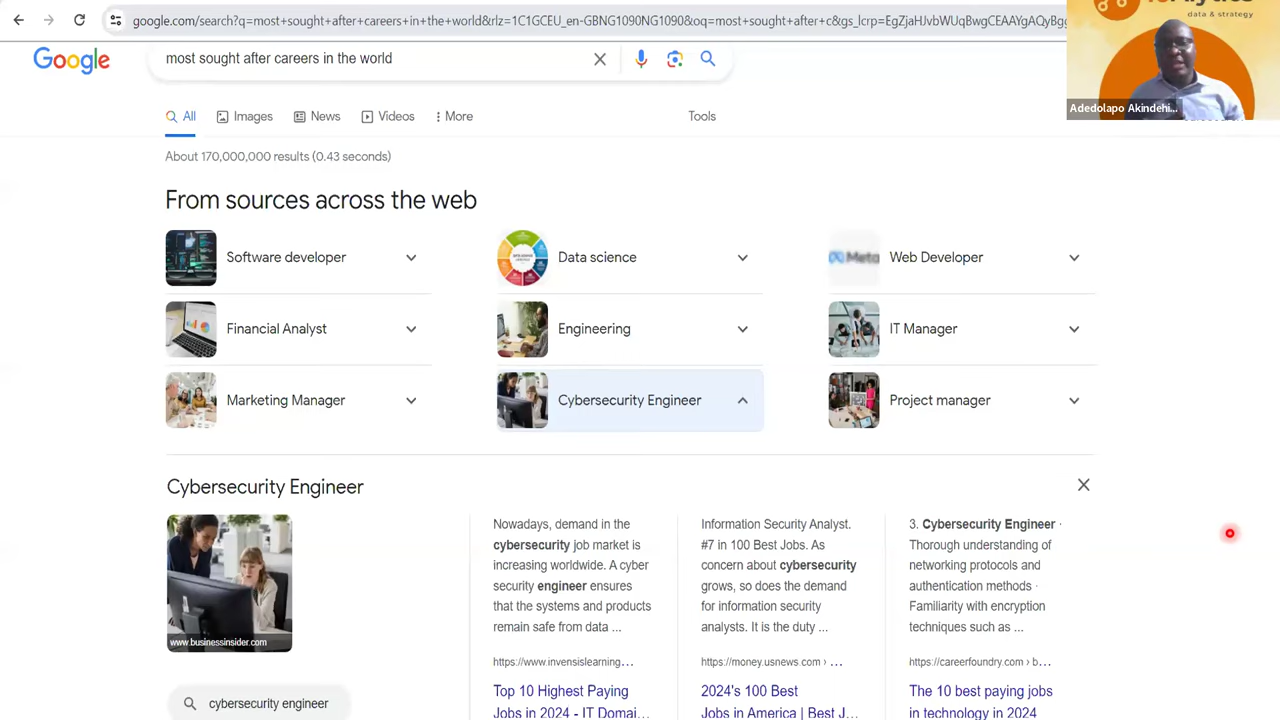 google.com/search?q=most+sought+after+careers+in+the+world&rlz=1C1GCEU_en-GBNG1090NG1090&oq=most+sought+after+c&gs_lcrp=EgZjaHJvbWUqBwgCEAAYgAQyBg
data & strategy
Adedolapo Akindehi...
Google
most sought after careers in the world
All
Images
News
Videos
More
Tools
About 170,000,000 results (0.43 seconds)
From sources across the web
Software developer
Data science
Meta
Web Developer
Financial Analyst
Engineering
IT Manager
Marketing Manager
Cybersecurity Engineer
Project manager
Cybersecurity Engineer
www.businessinsider.com
cybersecurity engineer
Nowadays, demand in the
cybersecurity job market is
increasing worldwide. A cyber
security engineer ensures
that the systems and products
remain safe from data ...
https://www.invensislearning...
Top 10 Highest Paying
Jobs in 2024 - IT Domai...
Information Security Analyst.
#7 in 100 Best Jobs. As
concern about cybersecurity
grows, so does the demand
for information security
analysts. It is the duty ...
https://money.usnews.com › ...
2024's 100 Best
Jobs in America | Best J...
3. Cybersecurity Engineer ·
Thorough understanding of
networking protocols and
authentication methods ·
Familiarity with encryption
techniques such as ...
https://careerfoundry.com › b...
The 10 best paying jobs
in technology in 2024